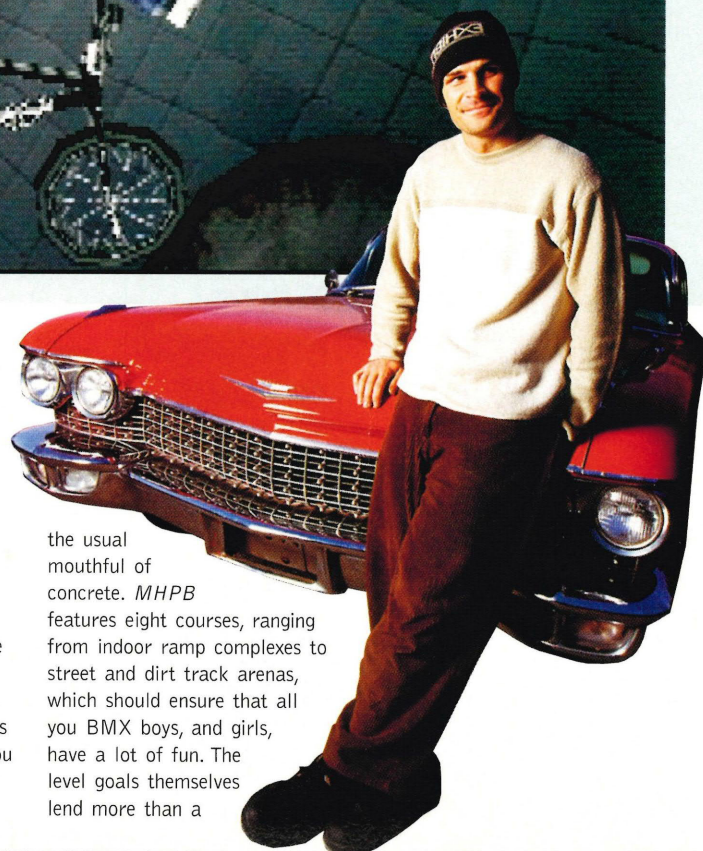 EXHIBIT
the usual
mouthful of
concrete. MHPB
features eight courses, ranging
from indoor ramp complexes to
street and dirt track arenas,
which should ensure that all
you BMX boys, and girls,
have a lot of fun. The
level goals themselves
lend more than a